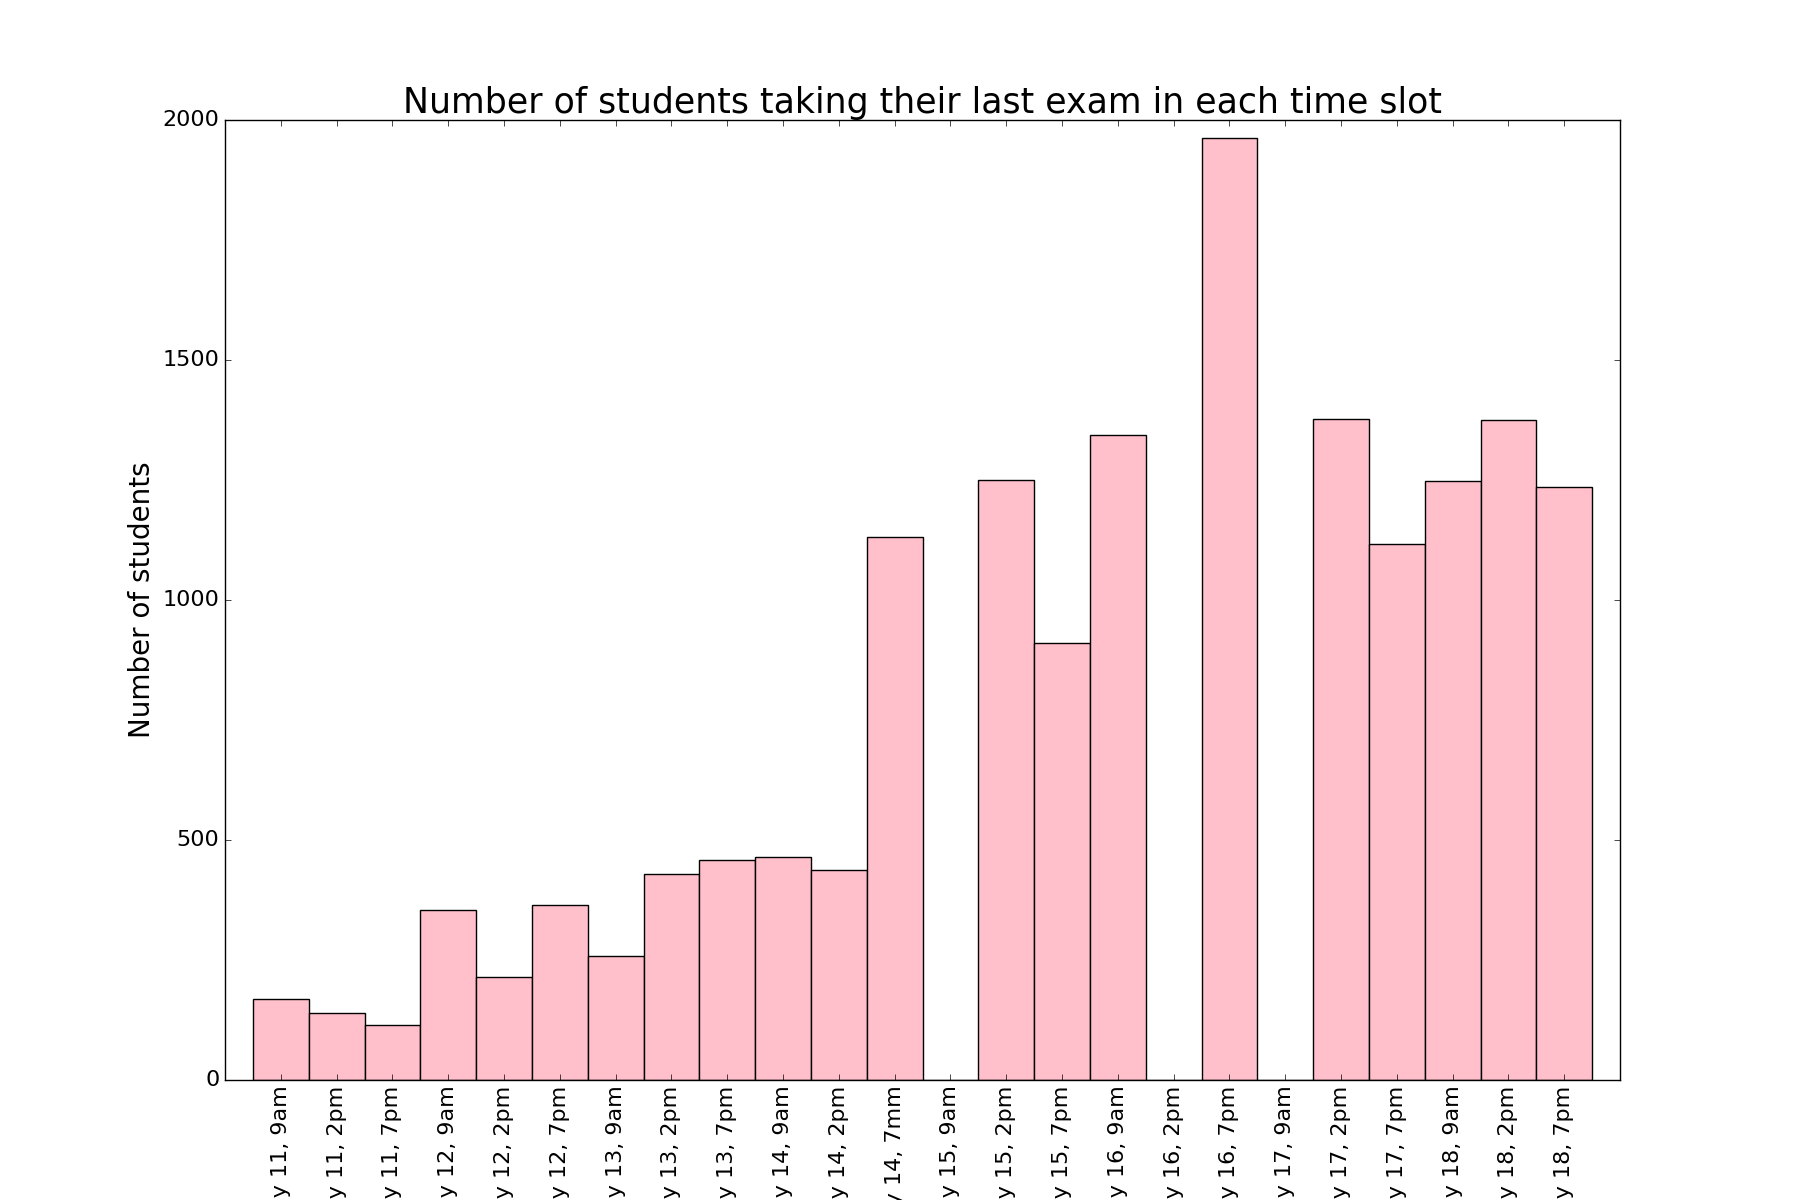 Number of students taking their last exam in each time slot
Number of students
2000
1500
1000
500
0
y 11, 9am
y 11, 2pm
y 11, 7pm
y 12, 9am
y 12, 2pm
y 12, 7pm
y 13, 9am
y 13, 2pm
y 13, 7pm
y 14, 9am
y 14, 2pm
y 14, 7mm
y 15, 9am
y 15, 2pm
y 15, 7pm
y 16, 9am
y 16, 2pm
y 16, 7pm
y 17, 9am
y 17, 2pm
y 17, 7pm
y 18, 9am
y 18, 2pm
y 18, 7pm